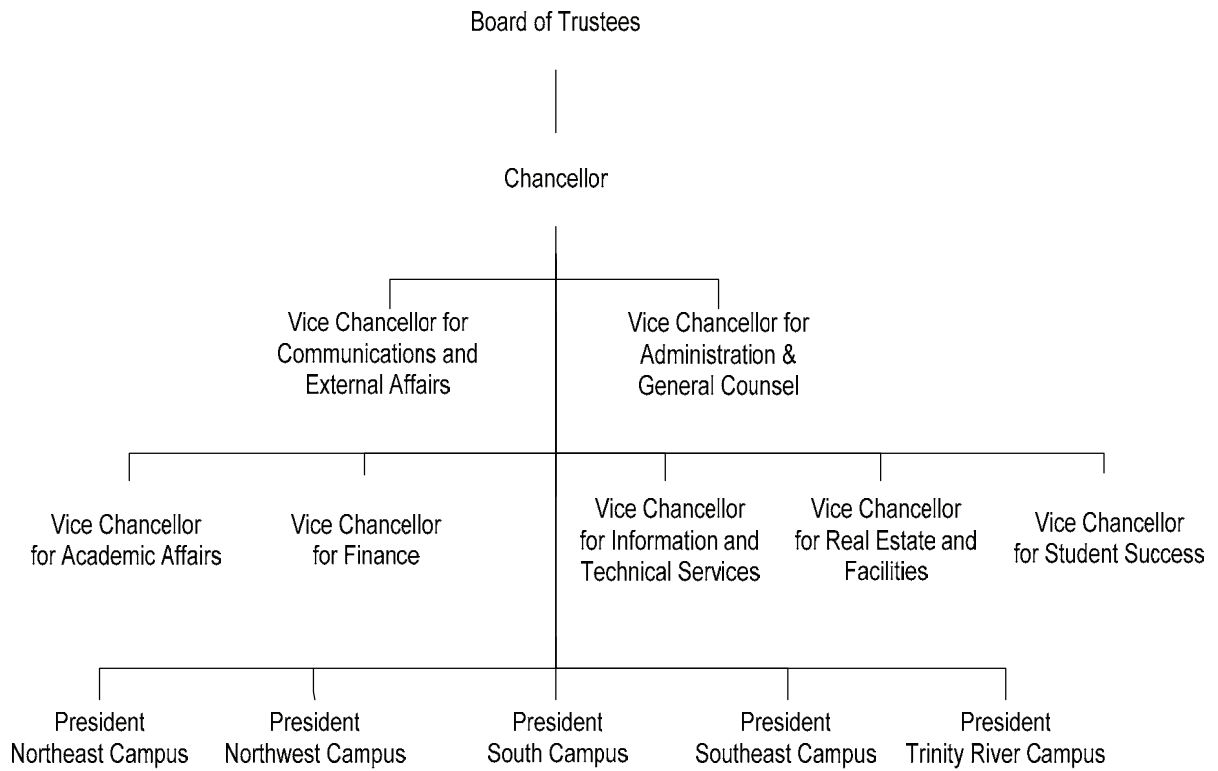 Board of Trustees
Chancellor
Vice Chancellor for
Communications and
External Affairs
Vice Chancellor for
Administration &
General Counsel
Vice Chancellor
for Academic Affairs
Vice Chancellor
for Finance
Vice Chancellor
for Information and
Technical Services
Vice Chancellor
for Real Estate and
Facilities
Vice Chancellor
for Student Success
President
Northeast Campus
President
Northwest Campus
President
South Campus
President
Southeast Campus
President
Trinity River Campus